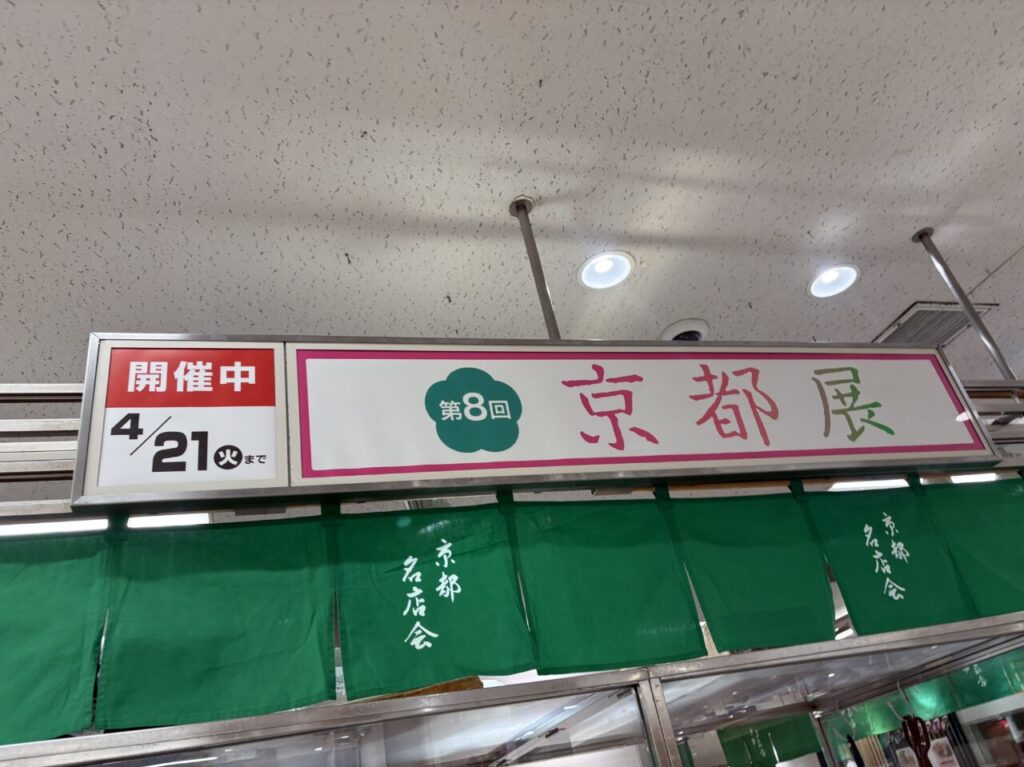 開催中
4/21火まで
第8回
京都展
京都
名店会
京都
名店会